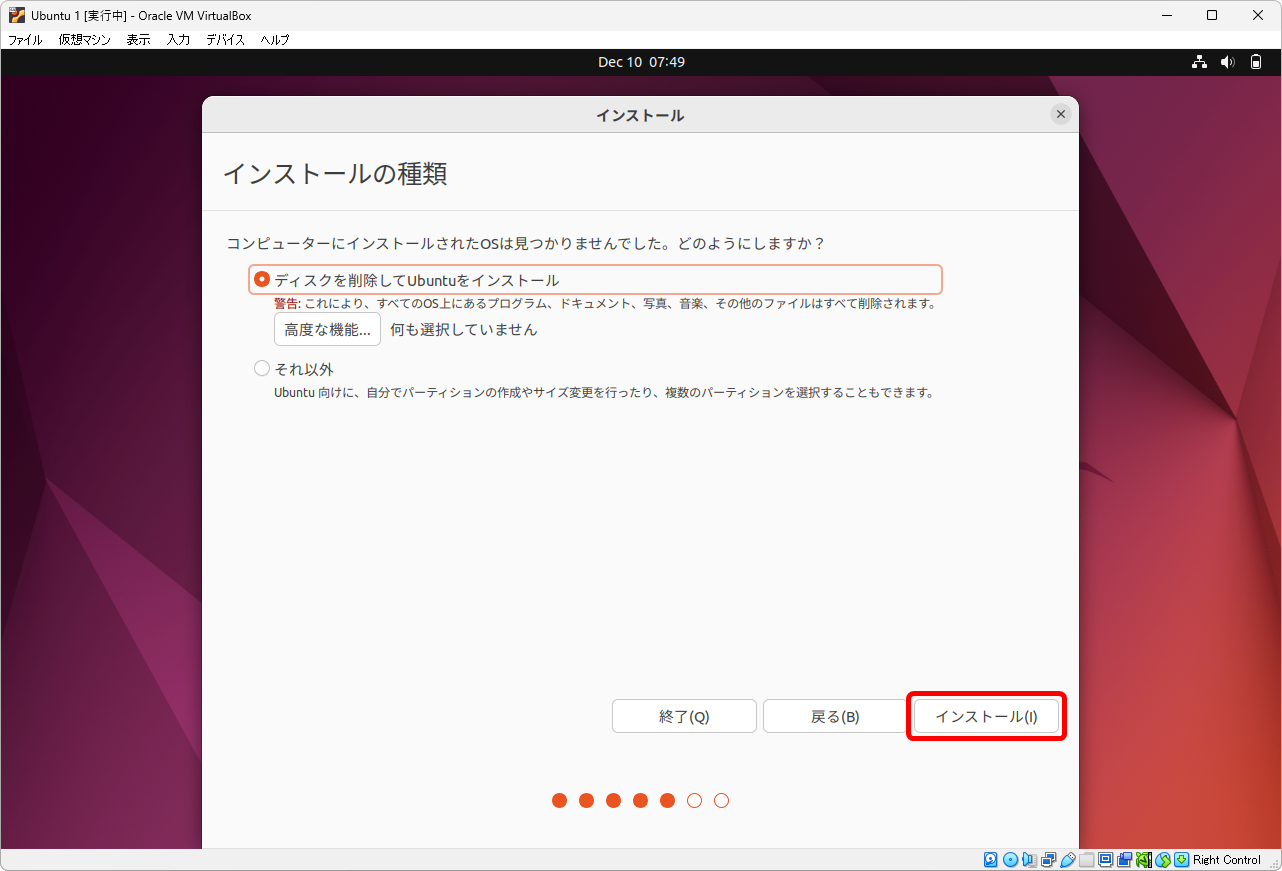 Ubuntu 1 [実行中] - Oracle VM VirtualBox
ファイル 仮想マシン 表示 入力 デバイス ヘルプ
Dec 10 07:49
インストール
インストールの種類
コンピューターにインストールされたOSは見つかりませんでした。どのようにしますか？
ディスクを削除してUbuntuをインストール
警告: これにより、すべてのOS上にあるプログラム、ドキュメント、写真、音楽、その他のファイルはすべて削除されます。
高度な機能... 何も選択していません
それ以外
Ubuntu 向けに、自分でパーティションの作成やサイズ変更を行ったり、複数のパーティションを選択することもできます。
終了(Q) 戻る(B) インストール(I)
Right Control